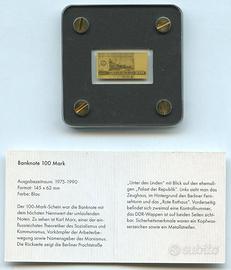 Banknote 100 Mark
Ausgabezeitraum: 1975-1990
Format: 145 x 62 mm
Farbe: Blau
Der 100-Mark-Schein war die Banknote mit
dem höchsten Nennwert der umlaufenden
Noten. Zu sehen ist Karl Marx, einer der ein-
flussreichsten Theoretiker des Sozialismus und
Kommunismus, Vorkämpfer der Arbeiterbe-
wegung sowie Namensgeber des Marxismus.
Die Rückseite zeigt die Berliner Prachtstraße
„Unter den Linden" mit Blick auf den ehemali-
gen „Palast der Republik". Links sieht man das
Zeughaus, im Hintergrund den Berliner Fern-
sehturm und das „Rote Rathaus". Vorderseitig
befindet sich zweimal eine Kontrollnummer,
das DDR-Wappen ist auf beiden Seiten sicht-
bar. Sicherheitsmerkmale waren ein Kopfwas-
serzeichen sowie ein Metallfaden.
subito